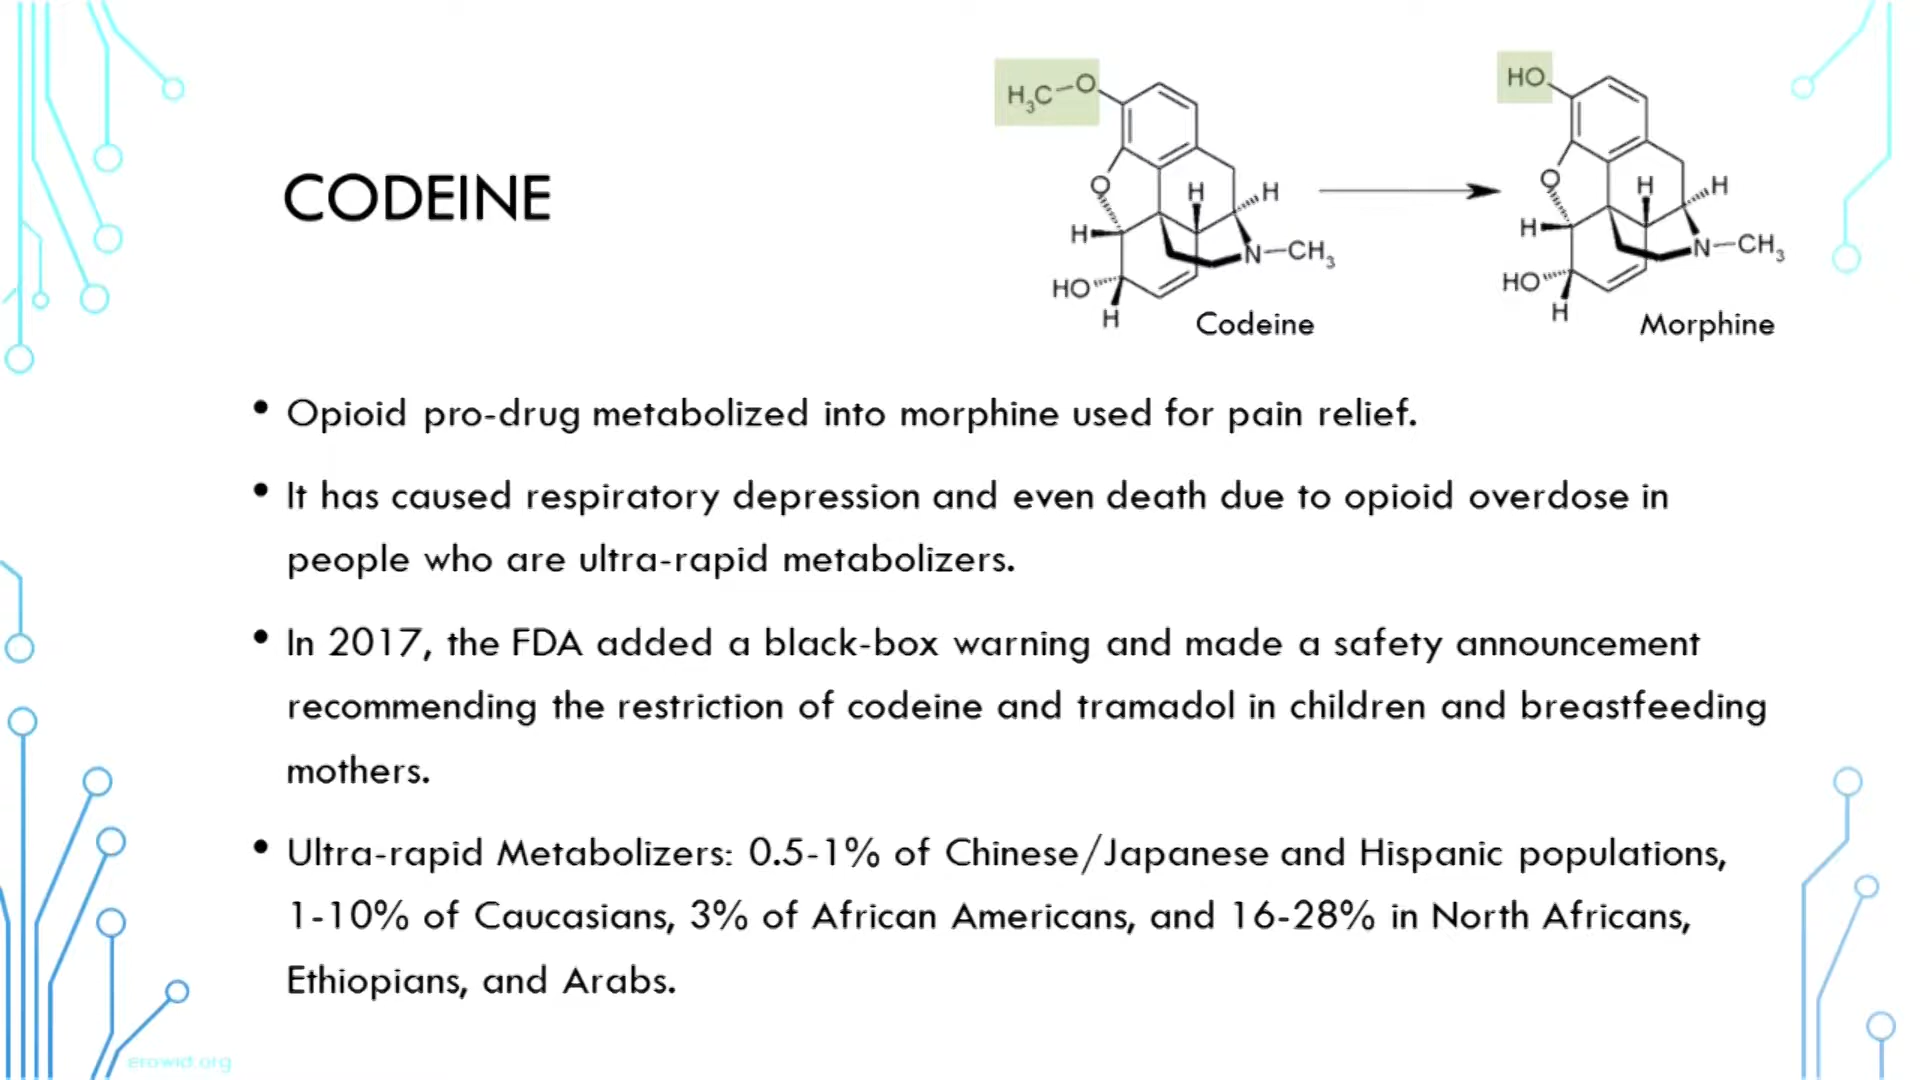 CODEINE
H₃C-O
O
H
H
H
N-CH₃
HO
H
Codeine
HO
O
H
H
H
N-CH₃
HO
H
Morphine
• Opioid pro-drug metabolized into morphine used for pain relief.
• It has caused respiratory depression and even death due to opioid overdose in
people who are ultra-rapid metabolizers.
• In 2017, the FDA added a black-box warning and made a safety announcement
recommending the restriction of codeine and tramadol in children and breastfeeding
mothers.
• Ultra-rapid Metabolizers: 0.5-1% of Chinese/Japanese and Hispanic populations,
1-10% of Caucasians, 3% of African Americans, and 16-28% in North Africans,
Ethiopians, and Arabs.
erowid.org